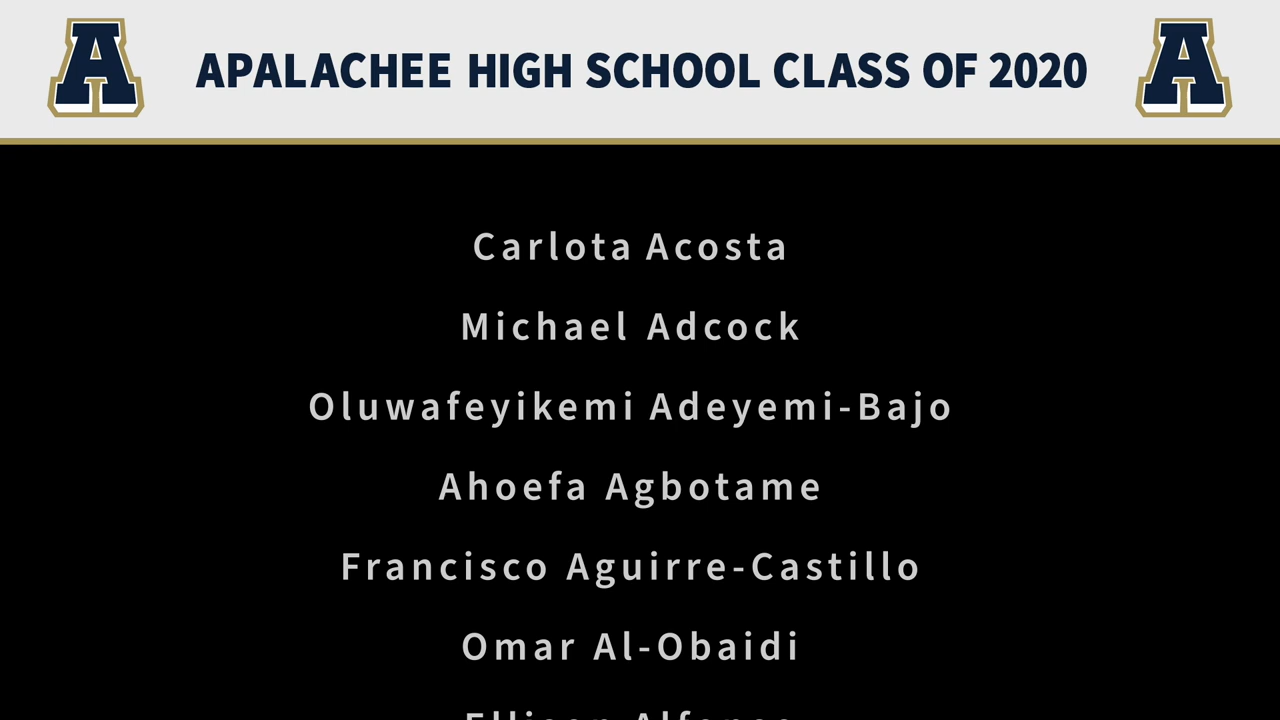 A APALACHEE HIGH SCHOOL CLASS OF 2020 A
Carlota Acosta
Michael Adcock
Oluwafeyikemi Adeyemi-Bajo
Ahoefa Agbotame
Francisco Aguirre-Castillo
Omar Al-Obaidi